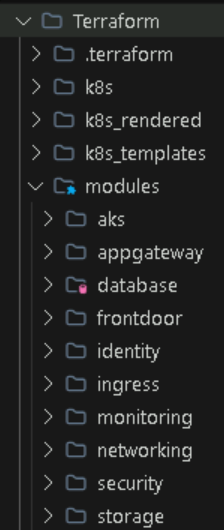 Terraform
.terraform
k8s
k8s_rendered
k8s_templates
modules
aks
appgateway
database
frontdoor
identity
ingress
monitoring
networking
security
storage